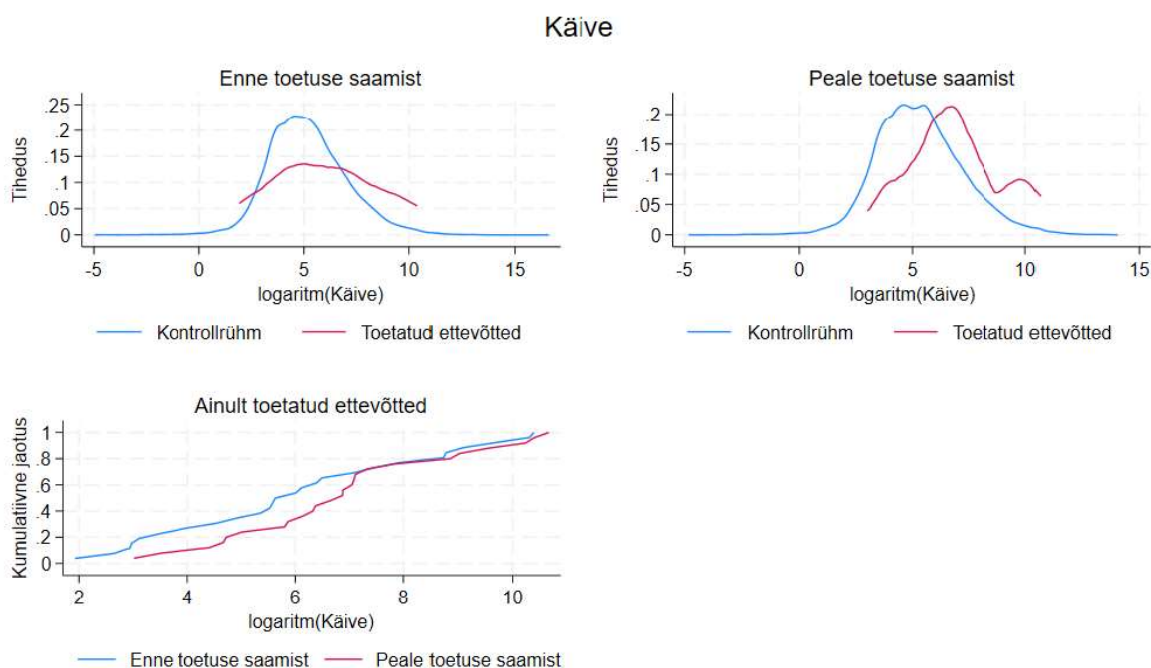 Käive
Enne toetuse saamist
Tihedus
.25
.2
.15
.1
.05
0
-5 0 5 10 15
logaritm(Käive)
Kontrollrühm Toetatud ettevõtted
Peale toetuse saamist
Tihedus
.2
.15
.1
.05
0
-5 0 5 10 15
logaritm(Käive)
Kontrollrühm Toetatud ettevõtted
Ainult toetatud ettevõtted
Kumulatiivne jaotus
1
.8
.6
.4
.2
0
2 4 6 8 10
logaritm(Käive)
Enne toetuse saamist Peale toetuse saamist